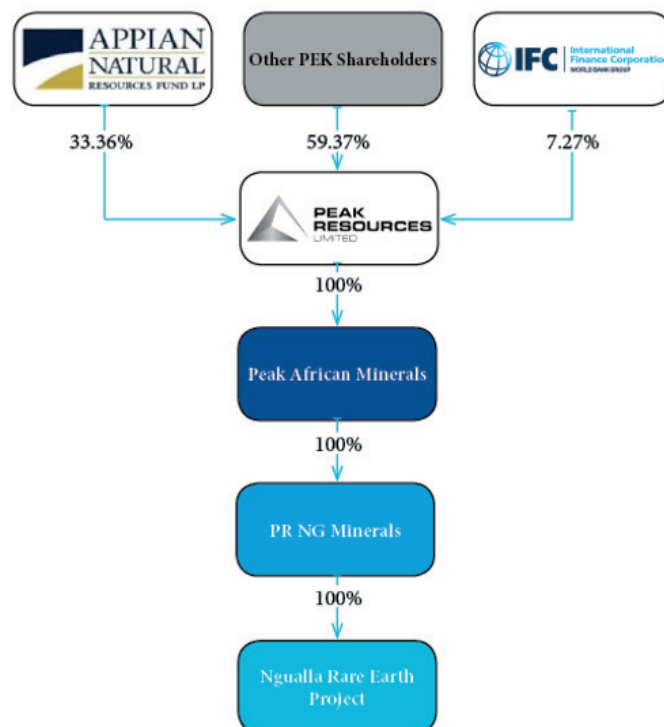 APPIAN
NATURAL
RESOURCES FUND LP
Other PEK Shareholders
IFC
International
Finance Corporation
WORLD BANK GROUP
33.36%
59.37%
7.27%
PEAK
RESOURCES
LIMITED
100%
Peak African Minerals
100%
PR NG Minerals
100%
Ngualla Rare Earth
Project